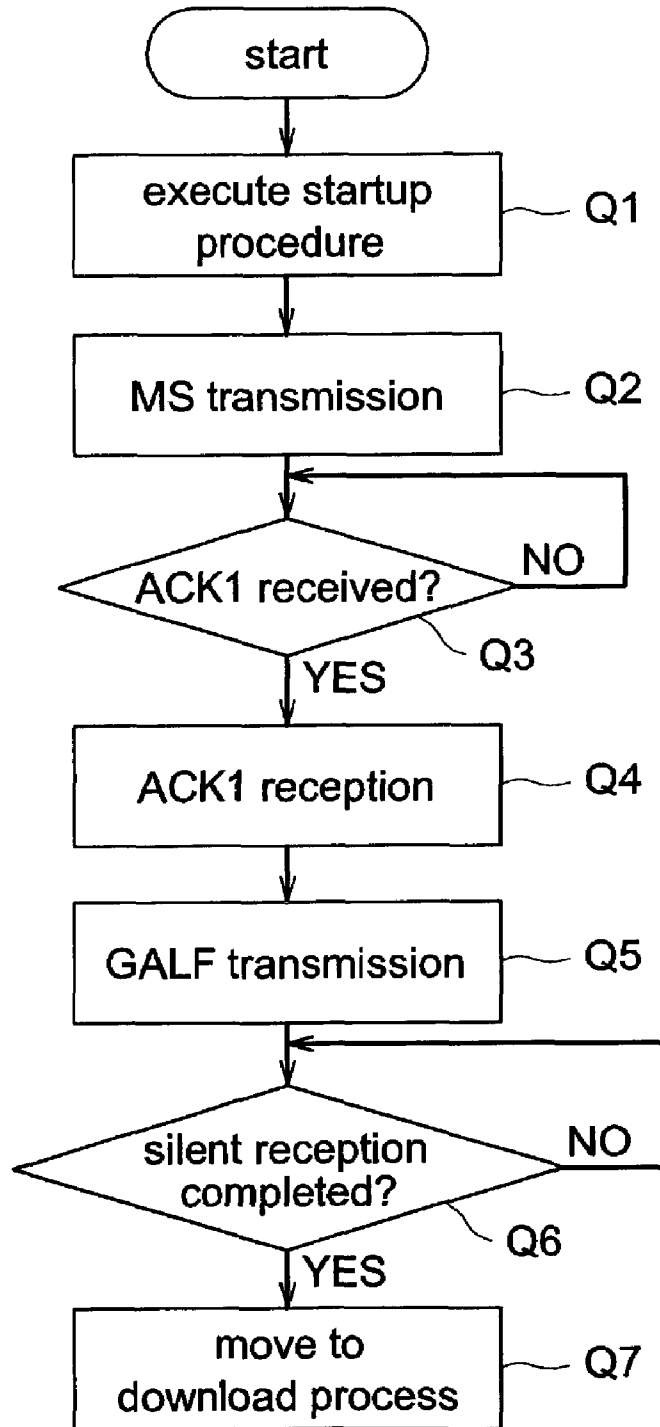 start
execute startup
procedure
Q1
MS transmission
Q2
ACK1 received?
NO
Q3
YES
ACK1 reception
Q4
GALF transmission
Q5
silent reception
completed?
NO
Q6
YES
move to
download process
Q7